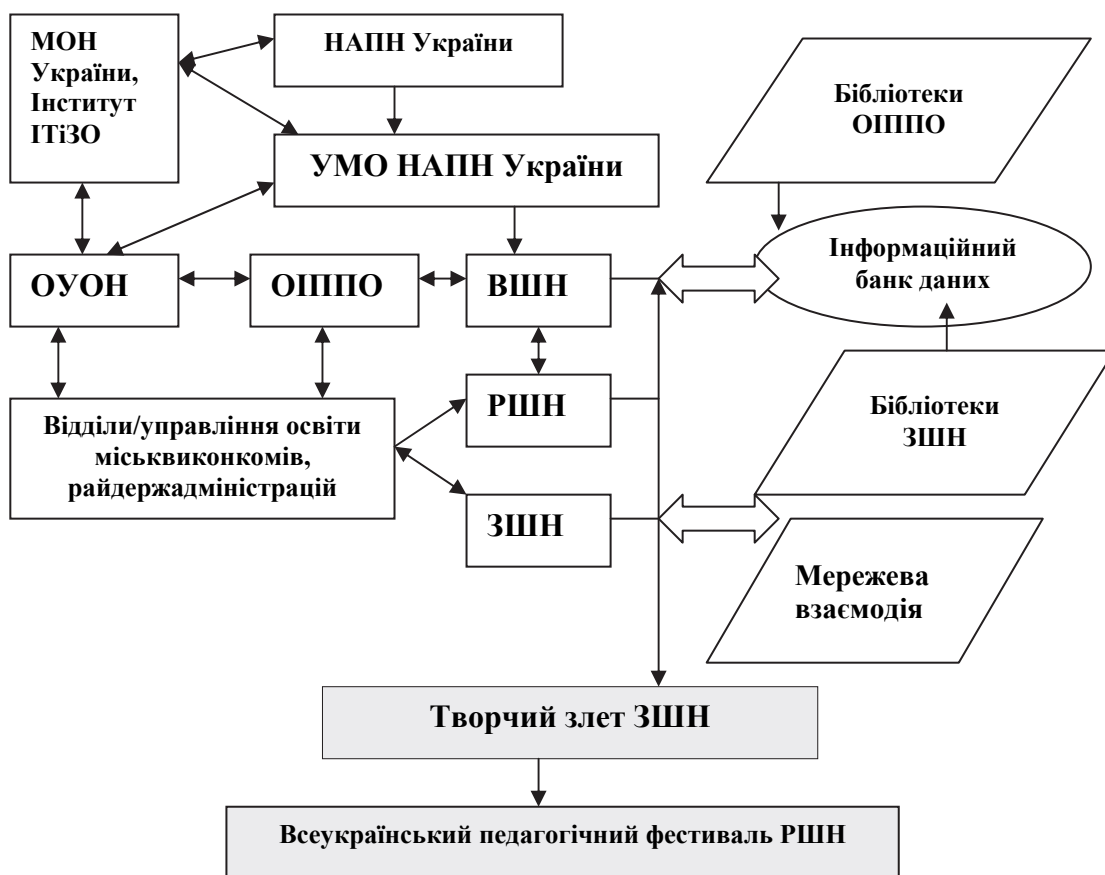 МОН
України,
Інститут
ІТіЗО
НАПН України
УМО НАПН України
Бібліотеки
ОІППО
Інформаційний
банк даних
ОУОН
ОІППО
ВШН
РШН
Відділи/управління освіти
міськвиконкомів,
райдержадміністрацій
ЗШН
Бібліотеки
ЗШН
Мережева
взаємодія
Творчий злет ЗШН
Всеукраїнський педагогічний фестиваль РШН